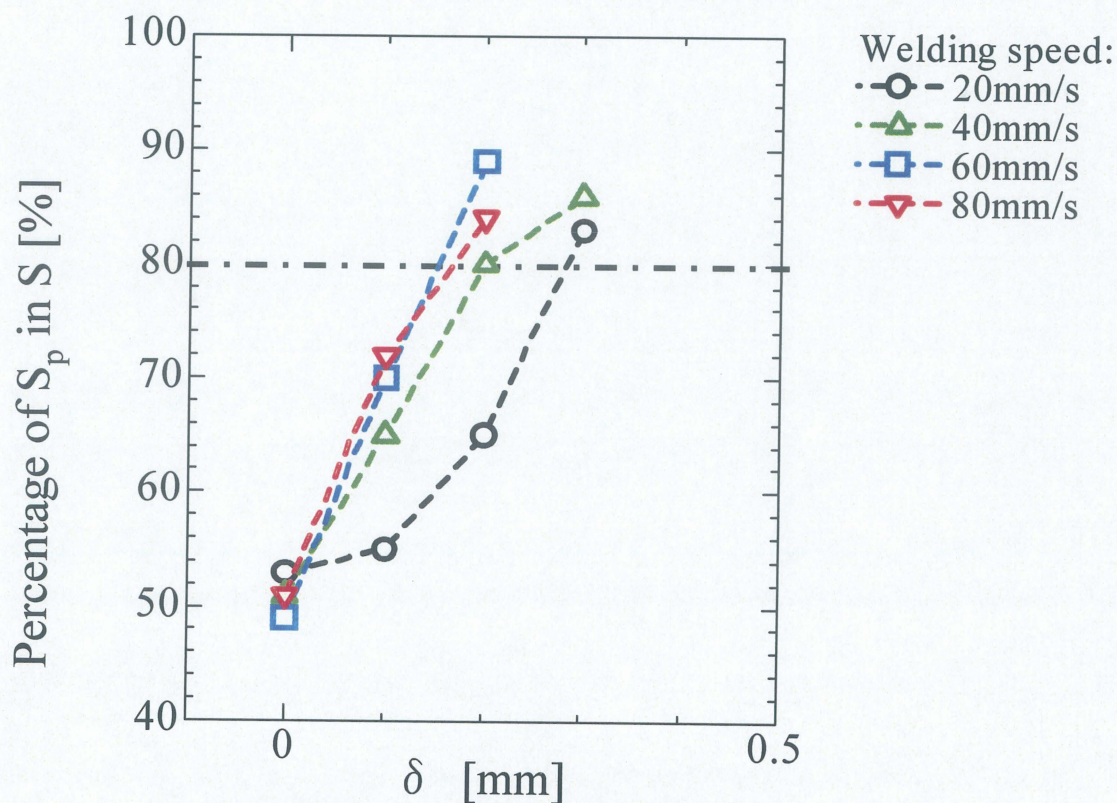 100
90
80
70
60
50
40
Percentage of Sp in S [%]
0
0.5
δ [mm]
Welding speed:
20mm/s
40mm/s
60mm/s
80mm/s